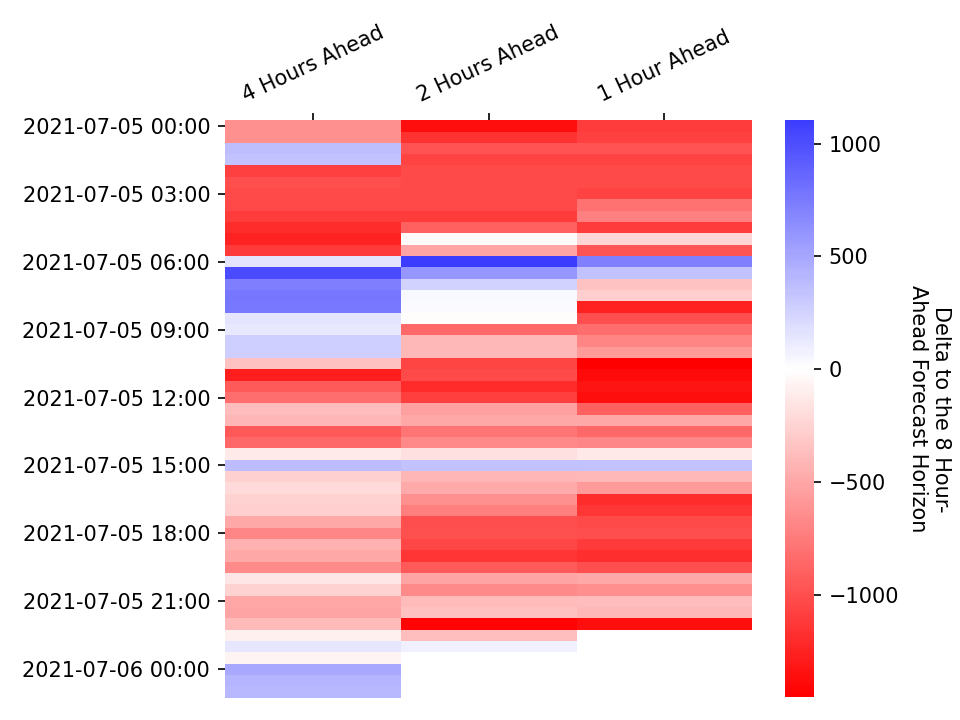 4 Hours Ahead
2 Hours Ahead
1 Hour Ahead
2021-07-05 00:00
2021-07-05 03:00
2021-07-05 06:00
2021-07-05 09:00
2021-07-05 12:00
2021-07-05 15:00
2021-07-05 18:00
2021-07-05 21:00
2021-07-06 00:00
1000
500
0
−500
−1000
Delta to the 8 Hour-
Ahead Forecast Horizon